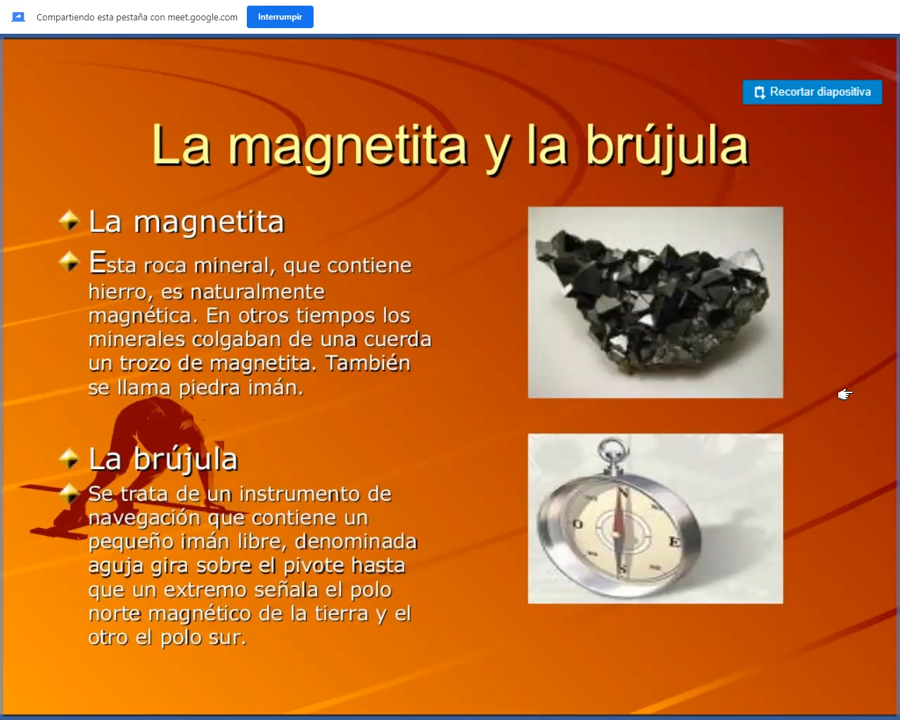 Compartiendo esta pestaña con meet.google.com
Interrumpir
Recortar diapositiva
La magnetita y la brújula
La magnetita
Esta roca mineral, que contiene
hierro, es naturalmente
magnética. En otros tiempos los
minerales colgaban de una cuerda
un trozo de magnetita. También
se llama piedra imán.
La brújula
Se trata de un instrumento de
navegación que contiene un
pequeño imán libre, denominada
aguja gira sobre el pivote hasta
que un extremo señala el polo
norte magnético de la tierra y el
otro el polo sur.
N
O
E
S